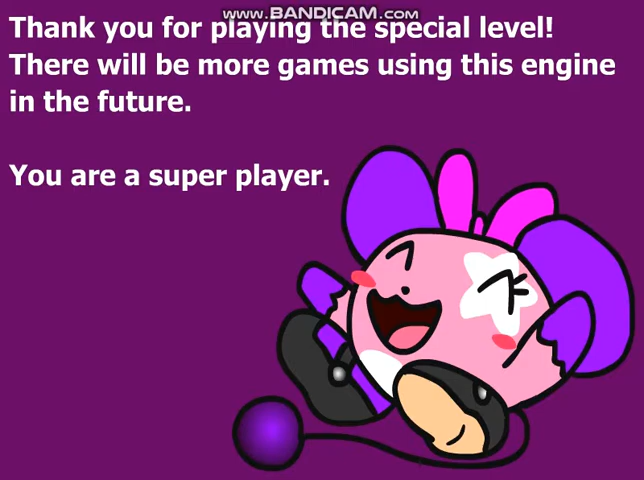 WWW.BANDICAM.COM
Thank you for playing the special level!
There will be more games using this engine
in the future.
You are a super player.